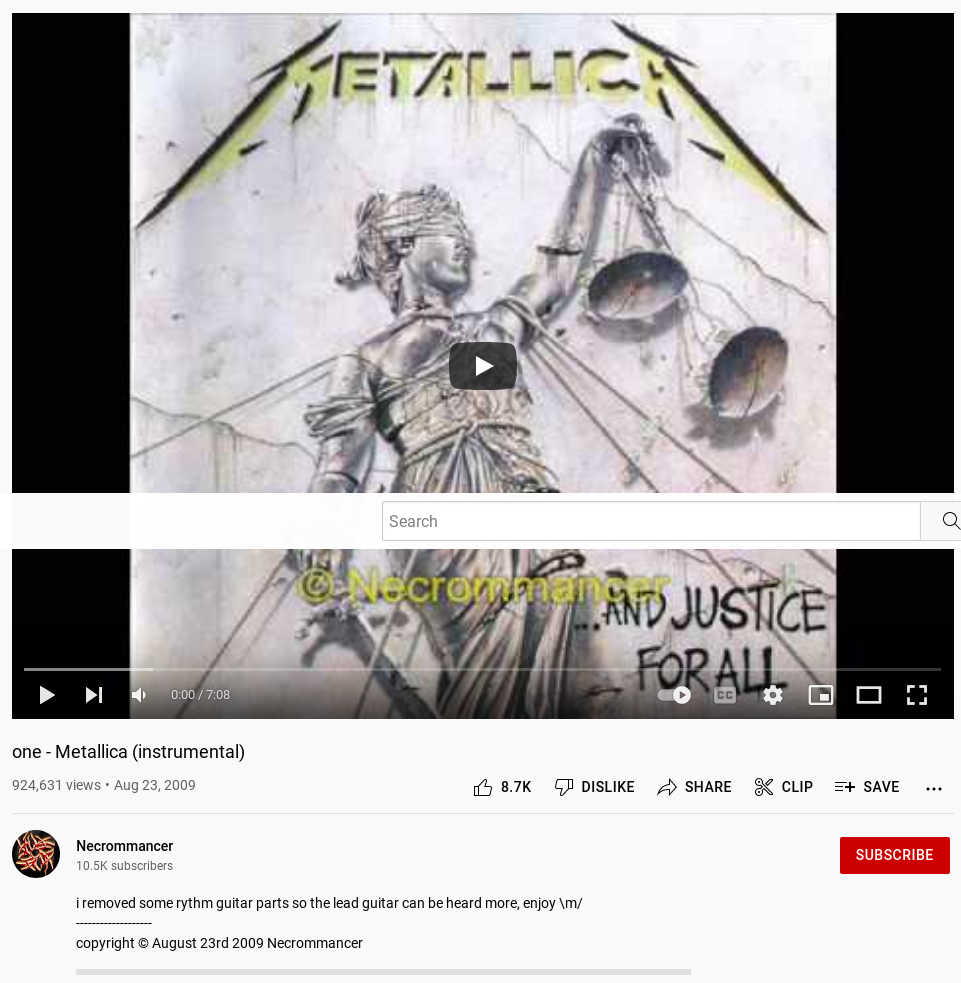 METALLICA
Search
© Necrommancer
...AND JUSTICE
FOR ALL
0:00 / 7:08
CC
one - Metallica (instrumental)
924,631 views • Aug 23, 2009
8.7K DISLIKE SHARE CLIP SAVE ...
Necrommancer
10.5K subscribers
SUBSCRIBE
i removed some rythm guitar parts so the lead guitar can be heard more, enjoy \m/
-------------------
copyright © August 23rd 2009 Necrommancer